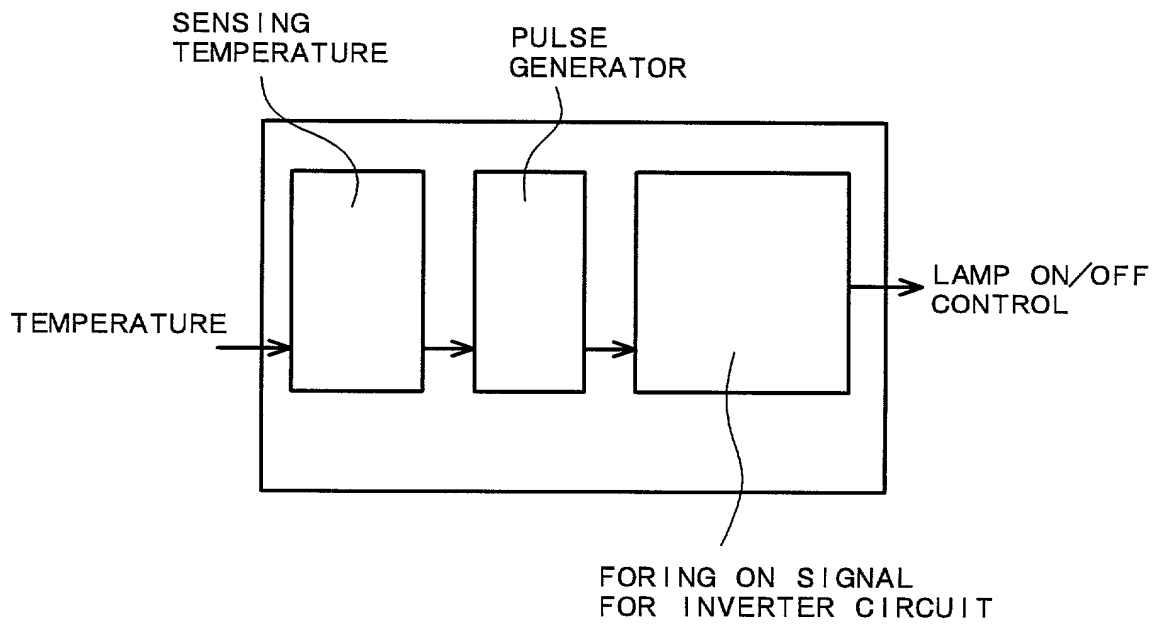 SENSING
TEMPERATURE
PULSE
GENERATOR
LAMP ON/OFF
CONTROL
TEMPERATURE
FORING ON SIGNAL
FOR INVERTER CIRCUIT